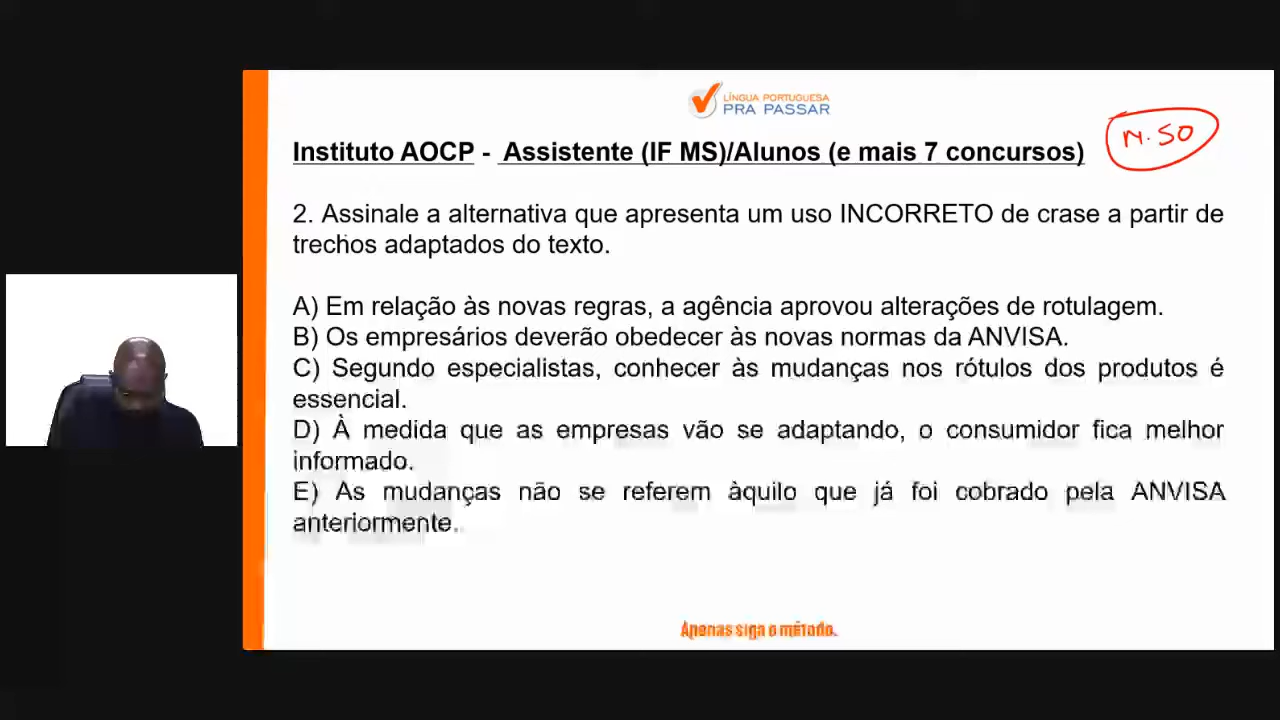 LÍNGUA PORTUGUESA
PRA PASSAR
Instituto AOCP - Assistente (IF MS)/Alunos (e mais 7 concursos)
N. 50
2. Assinale a alternativa que apresenta um uso INCORRETO de crase a partir de
trechos adaptados do texto.
A) Em relação às novas regras, a agência aprovou alterações de rotulagem.
B) Os empresários deverão obedecer às novas normas da ANVISA.
C) Segundo especialistas, conhecer às mudanças nos rótulos dos produtos é
essencial.
D) À medida que as empresas vão se adaptando, o consumidor fica melhor
informado.
E) As mudanças não se referem àquilo que já foi cobrado pela ANVISA
anteriormente.
Apenas siga o método.